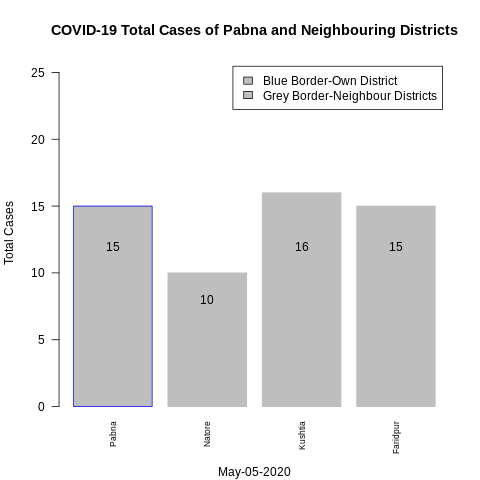 COVID-19 Total Cases of Pabna and Neighbouring Districts
Blue Border-Own District
Grey Border-Neighbour Districts
Total Cases
25
20
15
10
5
0
15
10
16
15
Pabna
Natore
Kushtia
Faridpur
May-05-2020